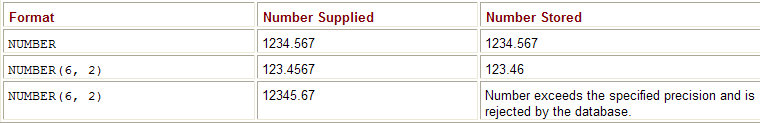 Format Number Supplied Number Stored
NUMBER 1234.567 1234.567
NUMBER(6, 2) 123.4567 123.46
NUMBER(6, 2) 12345.67 Number exceeds the specified precision and is
rejected by the database.